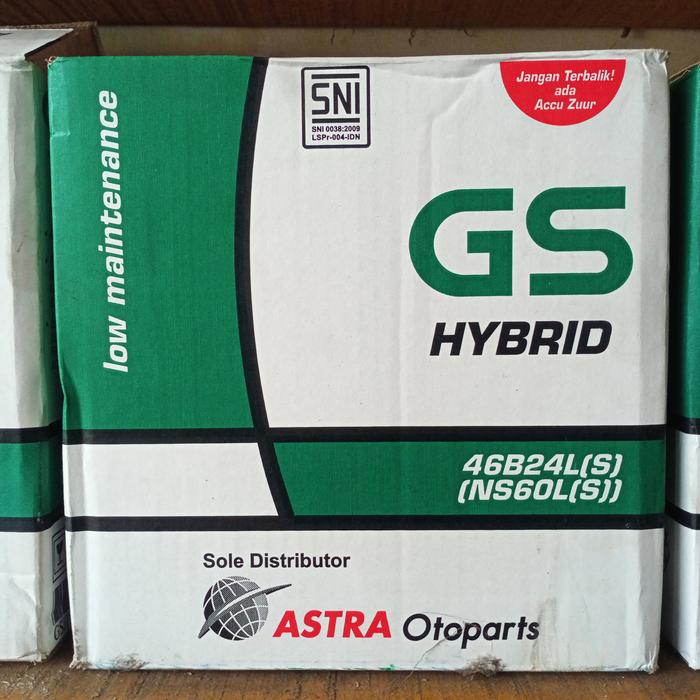 low maintenance
SNI
SNI 0038:2009
LSPr-004-IDN
Jangan Terbalik!
ada
Accu Zuur
GS
HYBRID
46B24L(S)
(NS60L(S))
Sole Distributor
ASTRA Otoparts